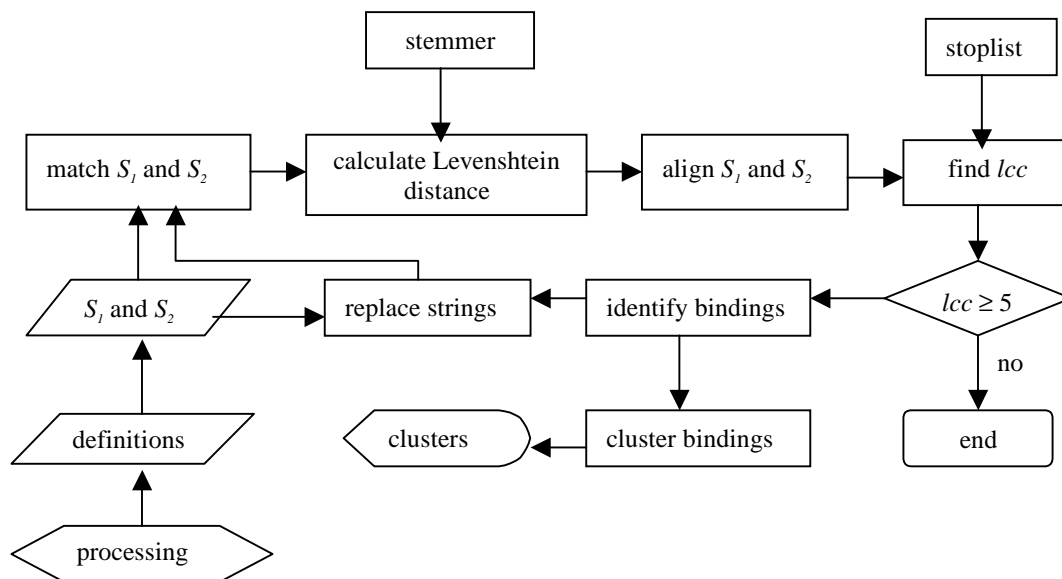 stemmer
stoplist
match S₁ and S₂
calculate Levenshtein
distance
align S₁ and S₂
find lcc
S₁ and S₂
replace strings
identify bindings
lcc ≥ 5
no
definitions
clusters
cluster bindings
end
processing